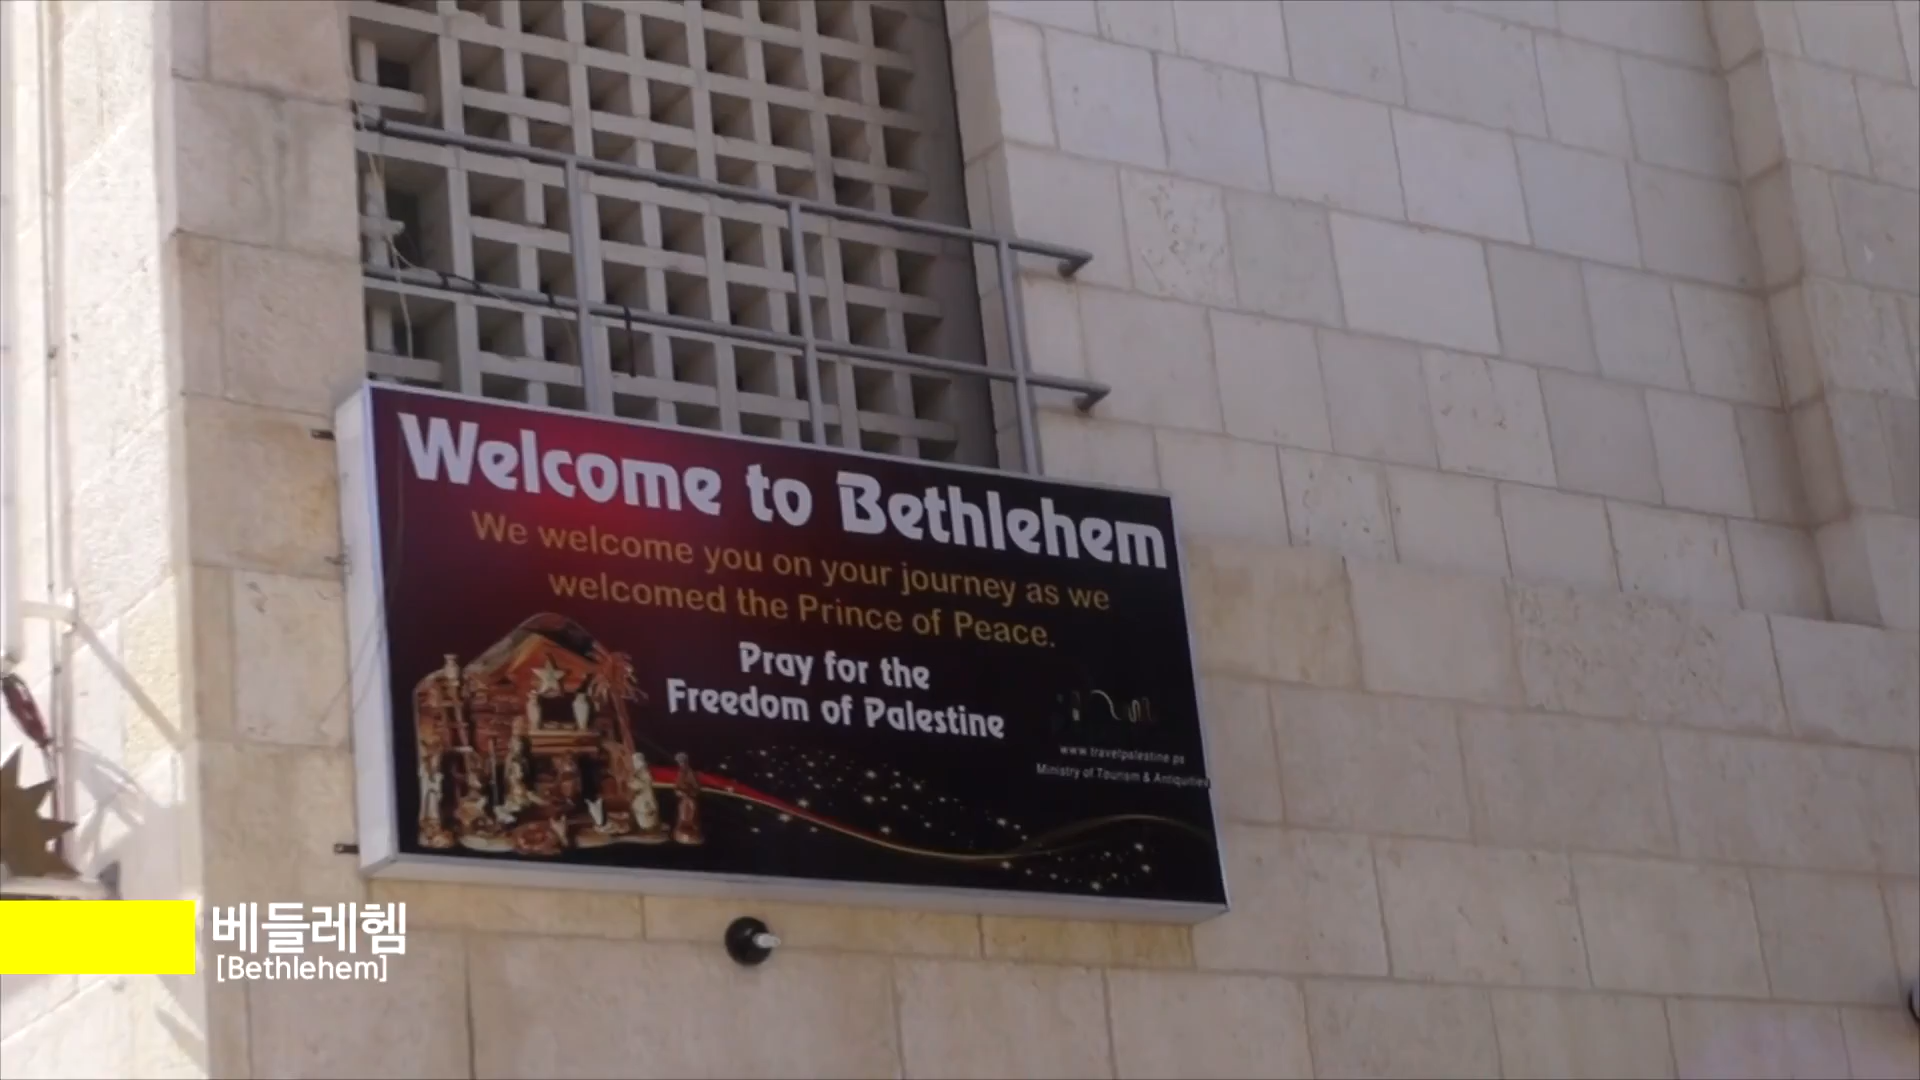 Welcome to Bethlehem
We welcome you on your journey as we
welcomed the Prince of Peace.
Pray for the
Freedom of Palestine
www.travelpalestine.ps
Ministry of Tourism & Antiquities
베들레헴
[Bethlehem]